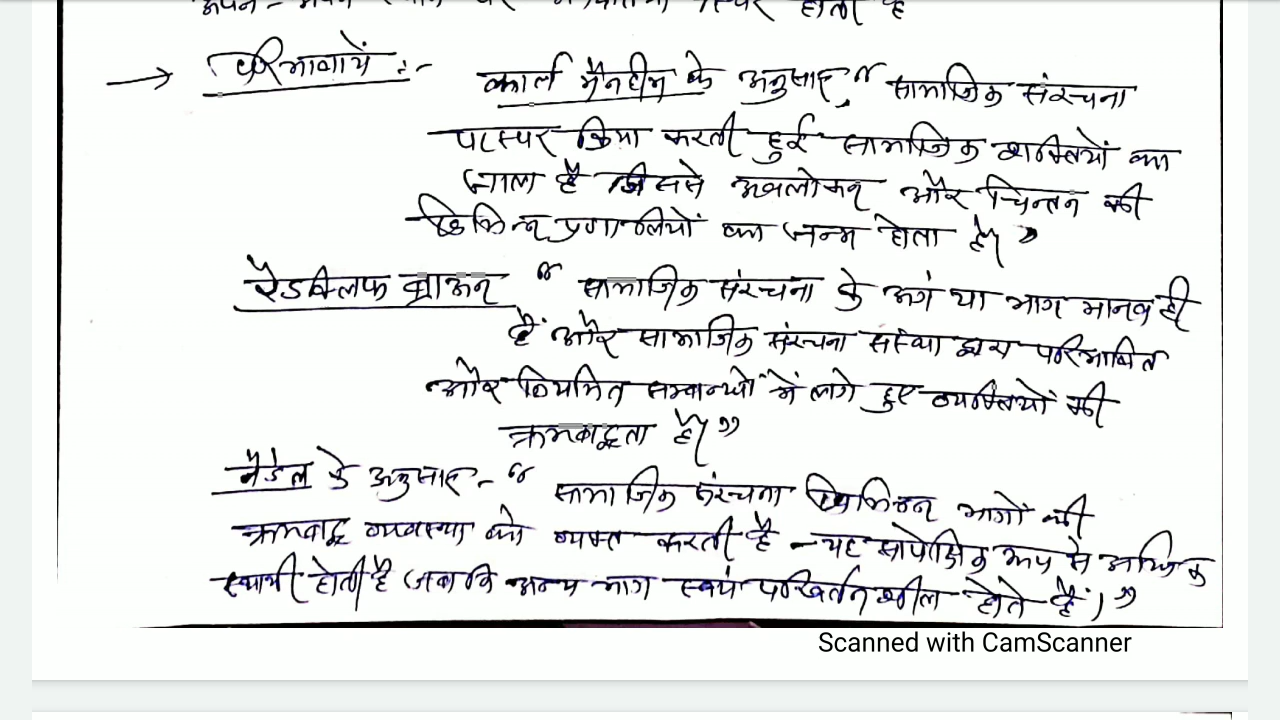 → परिभाषायें :-
कार्ल मैनहीम के अनुसार, " सामाजिक संरचना
परस्पर क्रिया करती हुई सामाजिक शक्तियों का
जाल है जिससे अवलोकन और चिन्तन की
विभिन्न प्रणालियों का जन्म होता है। "
रैडक्लिफ ब्राऊन " सामाजिक संरचना के अगं या भाग मानव ही
हैं और सामाजिक संरचना संस्था द्वारा परिभाषित
और नियमित सम्बन्धों में लगे हुए व्यक्तियों की
क्रमबद्धता है। "
नैडेल के अनुसार - " सामाजिक संरचना विभिन्न भागों की
क्रमबद्ध व्यवस्था को व्यक्त करती है - यह सापेक्षिक रूप से अधिक
स्थायी होती है जबकि अन्य भाग स्वयं परिवर्तनशील होते हैं। "
Scanned with CamScanner